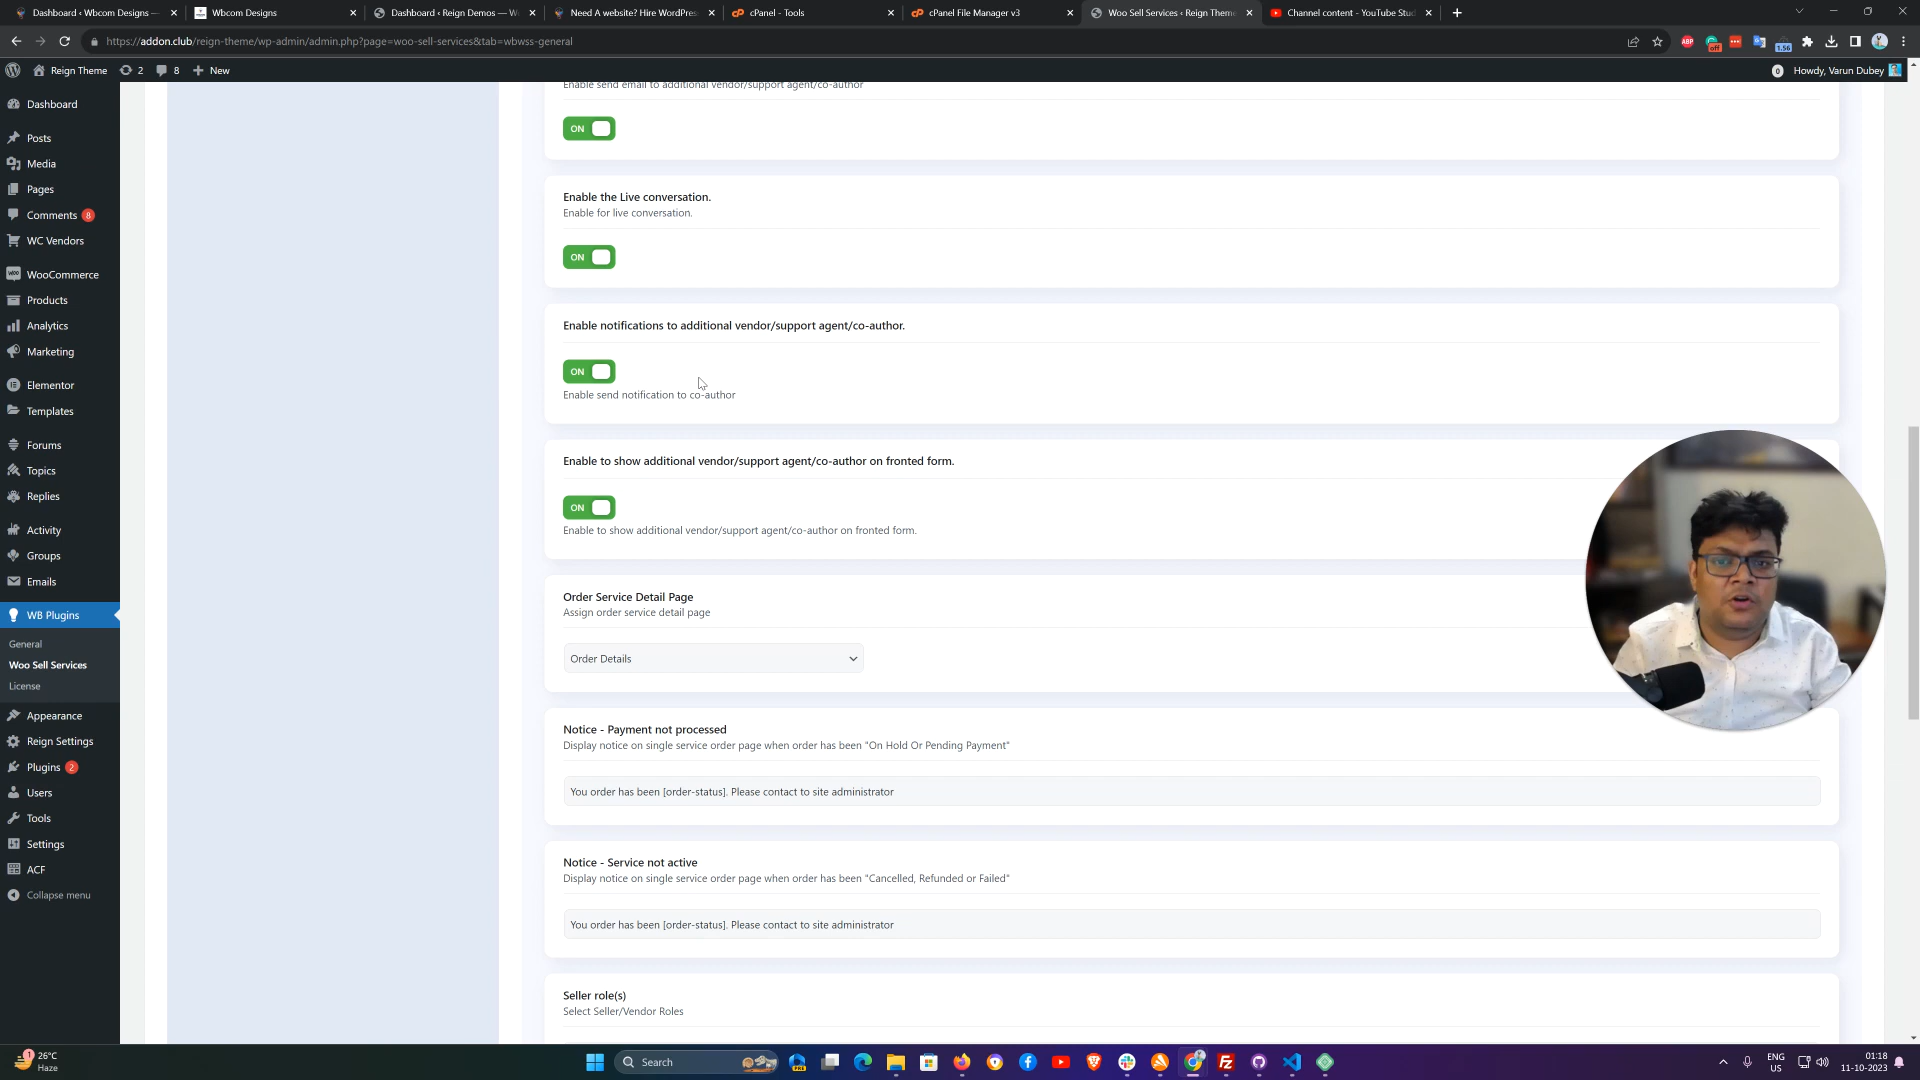 Dashboard ‹ Wbcom Designs —
Wbcom Designs
Dashboard ‹ Reign Demos — W
Need A website? Hire WordPres
cPanel - Tools
cPanel File Manager v3
Woo Sell Services ‹ Reign Theme
Channel content - YouTube Stud
https://addon.club/reign-theme/wp-admin/admin.php?page=woo-sell-services&tab=wbwss-general
ABP
off
1.56
Reign Theme
2
8
New
0
Howdy, Varun Dubey
Dashboard
Posts
Media
Pages
Comments 8
WC Vendors
WooCommerce
Products
Analytics
Marketing
Elementor
Templates
Forums
Topics
Replies
Activity
Groups
Emails
WB Plugins
General
Woo Sell Services
License
Appearance
Reign Settings
Plugins 2
Users
Tools
Settings
ACF
Collapse menu
Enable send email to additional vendor/support agent/co-author
ON
Enable the Live conversation.
Enable for live conversation.
ON
Enable notifications to additional vendor/support agent/co-author.
ON
Enable send notification to co-author
Enable to show additional vendor/support agent/co-author on fronted form.
ON
Enable to show additional vendor/support agent/co-author on fronted form.
Order Service Detail Page
Assign order service detail page
Order Details
Notice - Payment not processed
Display notice on single service order page when order has been "On Hold Or Pending Payment"
You order has been [order-status]. Please contact to site administrator
Notice - Service not active
Display notice on single service order page when order has been "Cancelled, Refunded or Failed"
You order has been [order-status]. Please contact to site administrator
Seller role(s)
Select Seller/Vendor Roles
1
26°C
Haze
Search
PRE
ENG
US
01:18
11-10-2023